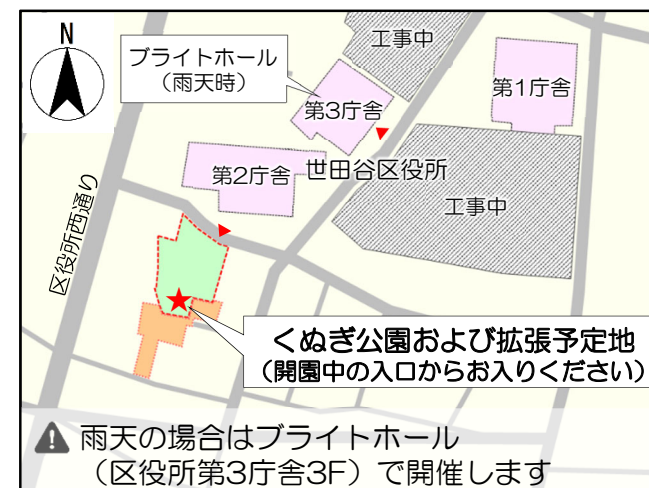 N
工事中
ブライトホール
（雨天時）
第1庁舎
第3庁舎
第2庁舎
世田谷区役所
工事中
区役所西通り
くぬぎ公園および拡張予定地
（開園中の入口からお入りください）
雨天の場合はブライトホール
（区役所第3庁舎3F）で開催します